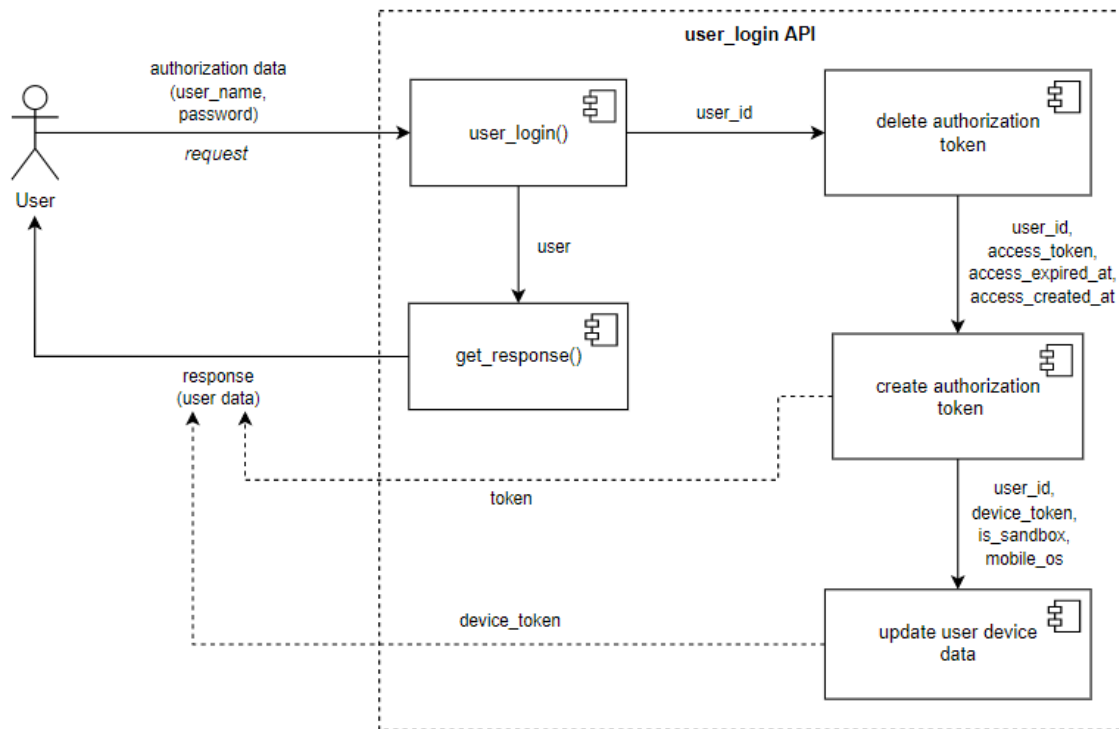 user_login API
authorization data
(user_name,
password)
request
User
user_login()
user_id
delete authorization
token
user
user_id,
access_token,
access_expired_at,
access_created_at
get_response()
response
(user data)
create authorization
token
token
user_id,
device_token,
is_sandbox,
mobile_os
device_token
update user device
data